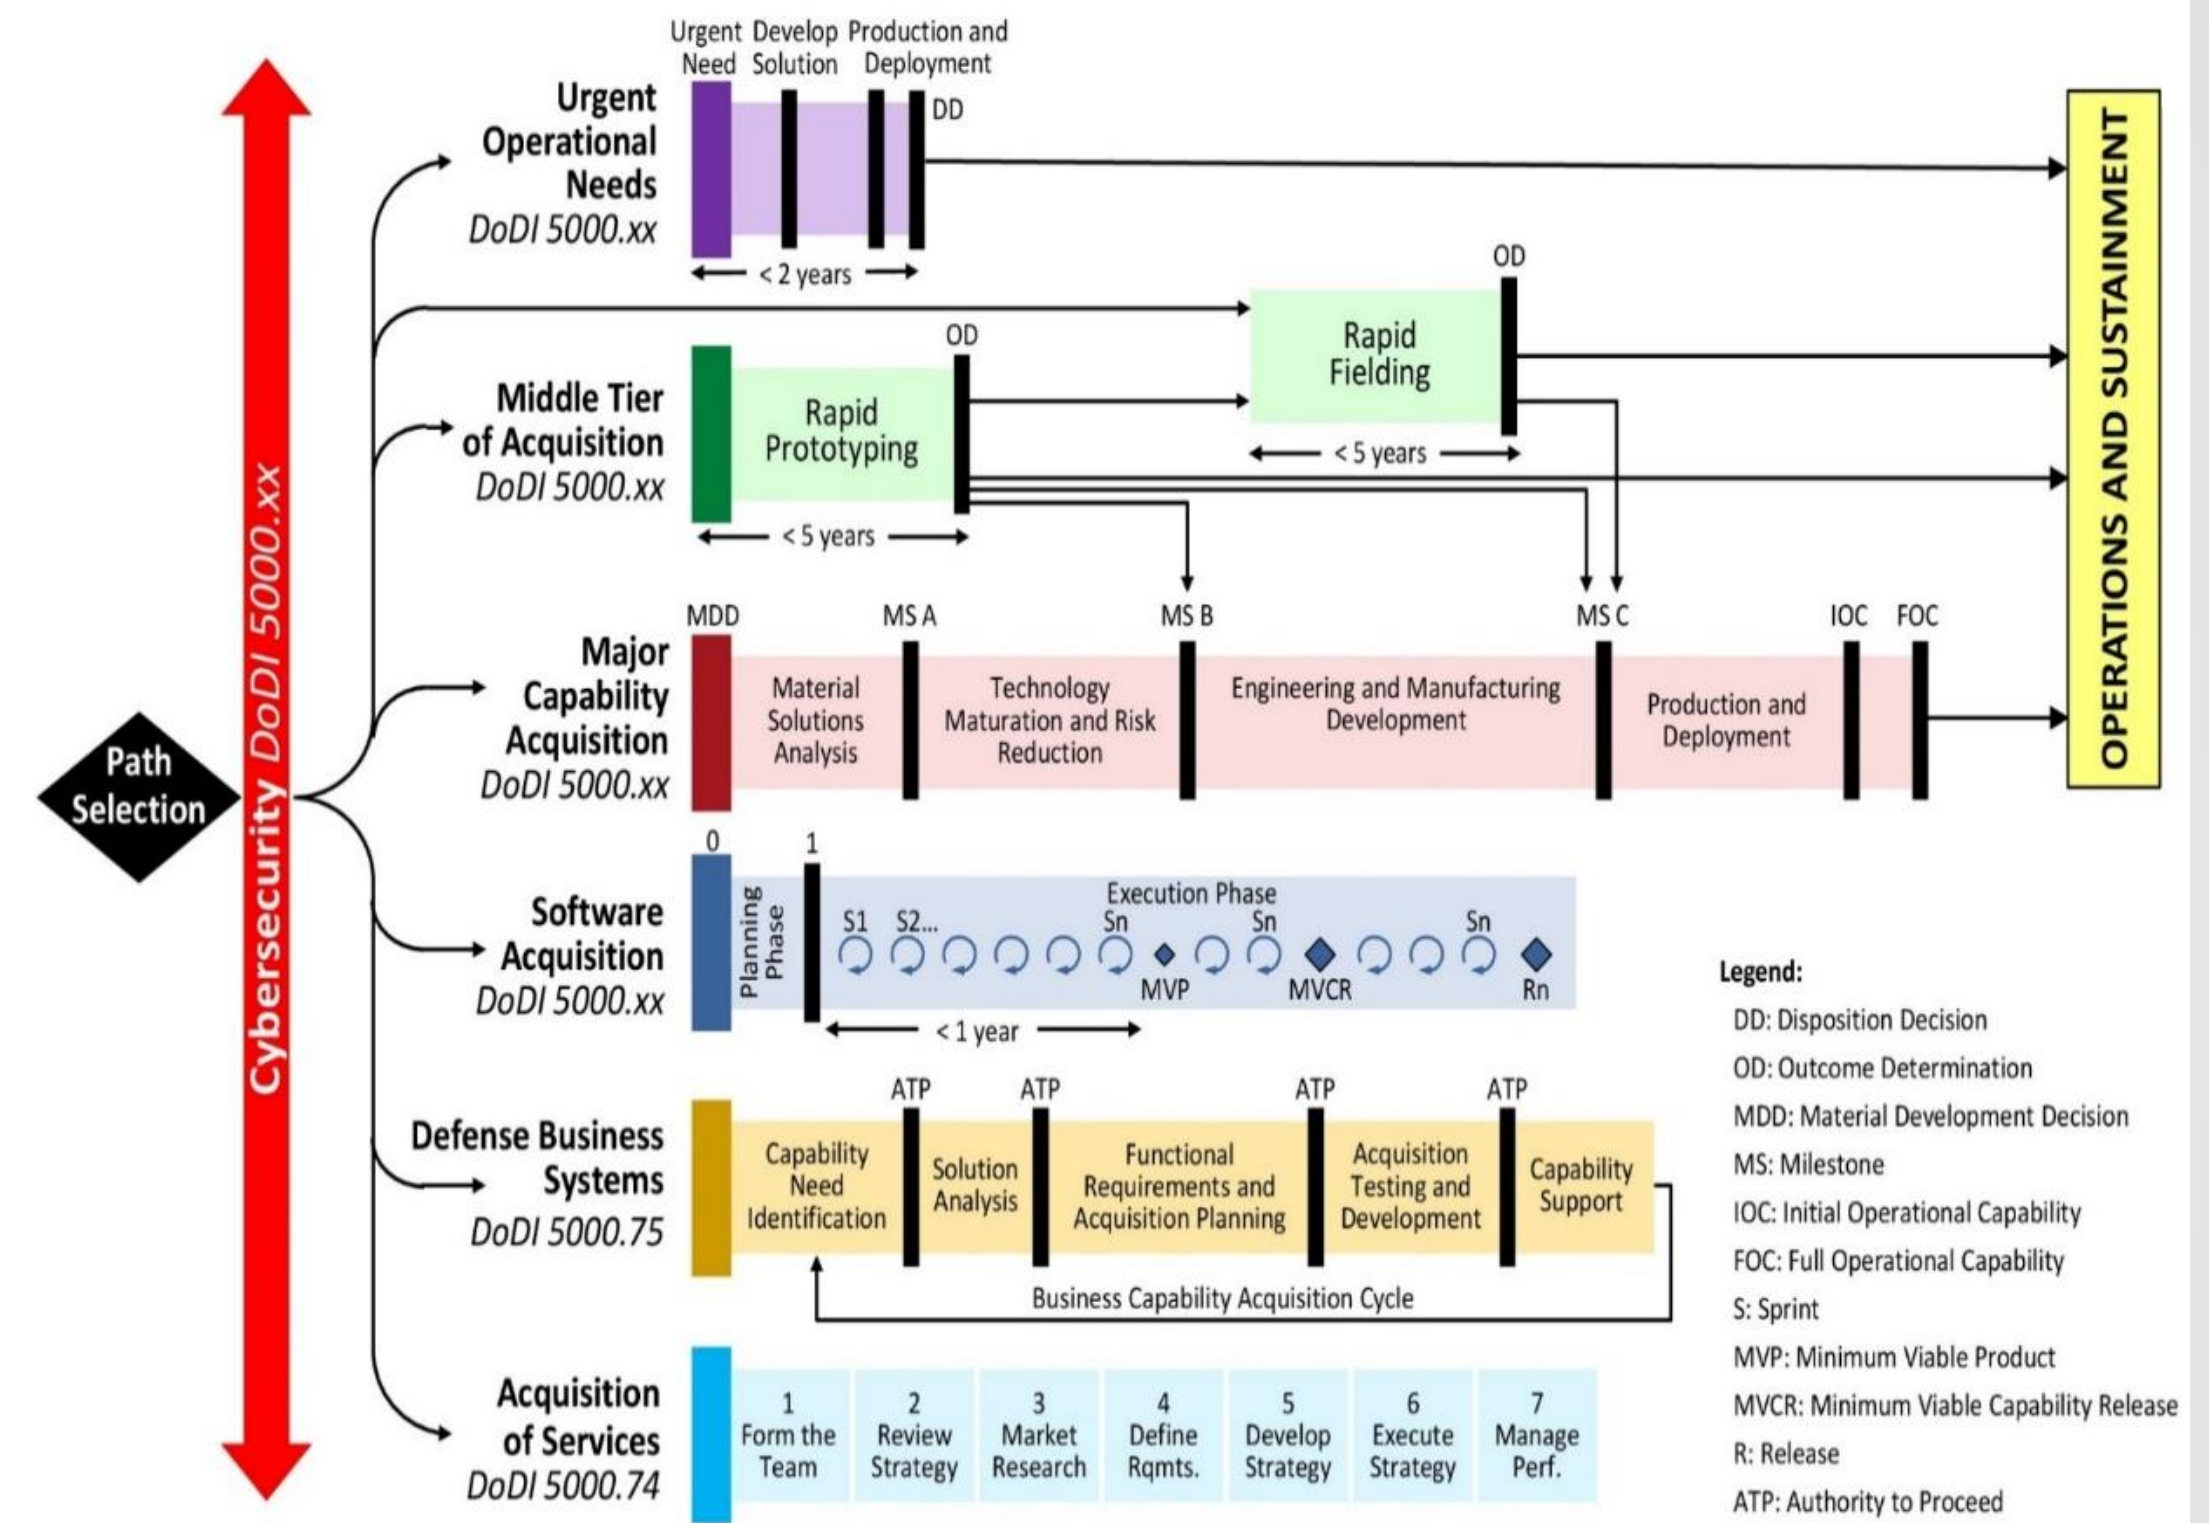 Urgent Need
Develop Solution
Production and Deployment
Urgent
Operational
Needs
DoDI 5000.xx
DD
< 2 years
OD
Rapid
Fielding
< 5 years
OD
Middle Tier
of Acquisition
DoDI 5000.xx
Rapid
Prototyping
< 5 years
OPERATIONS AND SUSTAINMENT
Cybersecurity DoDI 5000.xx
Path
Selection
MDD
MS A
MS B
MS C
IOC
FOC
Major
Capability
Acquisition
DoDI 5000.xx
Material
Solutions
Analysis
Technology
Maturation and Risk
Reduction
Engineering and Manufacturing
Development
Production and
Deployment
0
1
Software
Acquisition
DoDI 5000.xx
Planning
Phase
Execution Phase
S1
S2...
Sn
Sn
Sn
MVP
MVCR
Rn
< 1 year
ATP
ATP
ATP
ATP
Defense Business
Systems
DoDI 5000.75
Capability
Need
Identification
Solution
Analysis
Functional
Requirements and
Acquisition Planning
Acquisition
Testing and
Development
Capability
Support
Business Capability Acquisition Cycle
Acquisition
of Services
DoDI 5000.74
1
Form the
Team
2
Review
Strategy
3
Market
Research
4
Define
Rqmts.
5
Develop
Strategy
6
Execute
Strategy
7
Manage
Perf.
Legend:
DD: Disposition Decision
OD: Outcome Determination
MDD: Material Development Decision
MS: Milestone
IOC: Initial Operational Capability
FOC: Full Operational Capability
S: Sprint
MVP: Minimum Viable Product
MVCR: Minimum Viable Capability Release
R: Release
ATP: Authority to Proceed